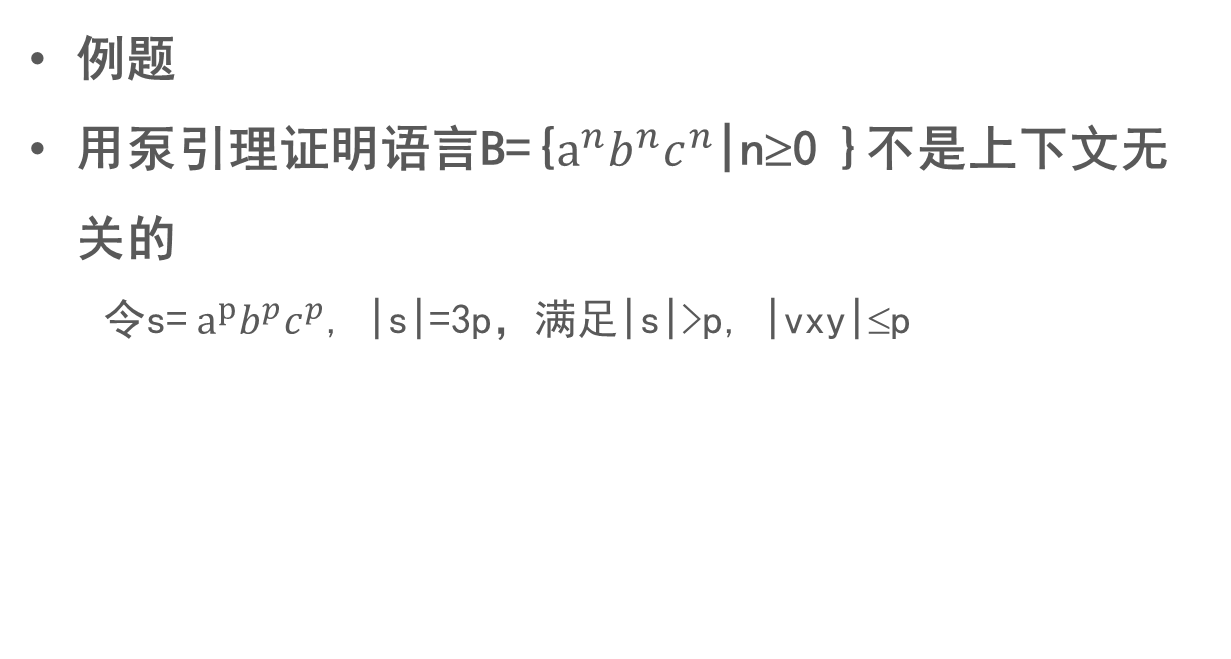 • 例题
• 用泵引理证明语言B={aⁿbⁿcⁿ|n≥0 }不是上下文无
关的
令s= aᵖbᵖcᵖ, |s|=3p，满足|s|>p, |vxy|≤p